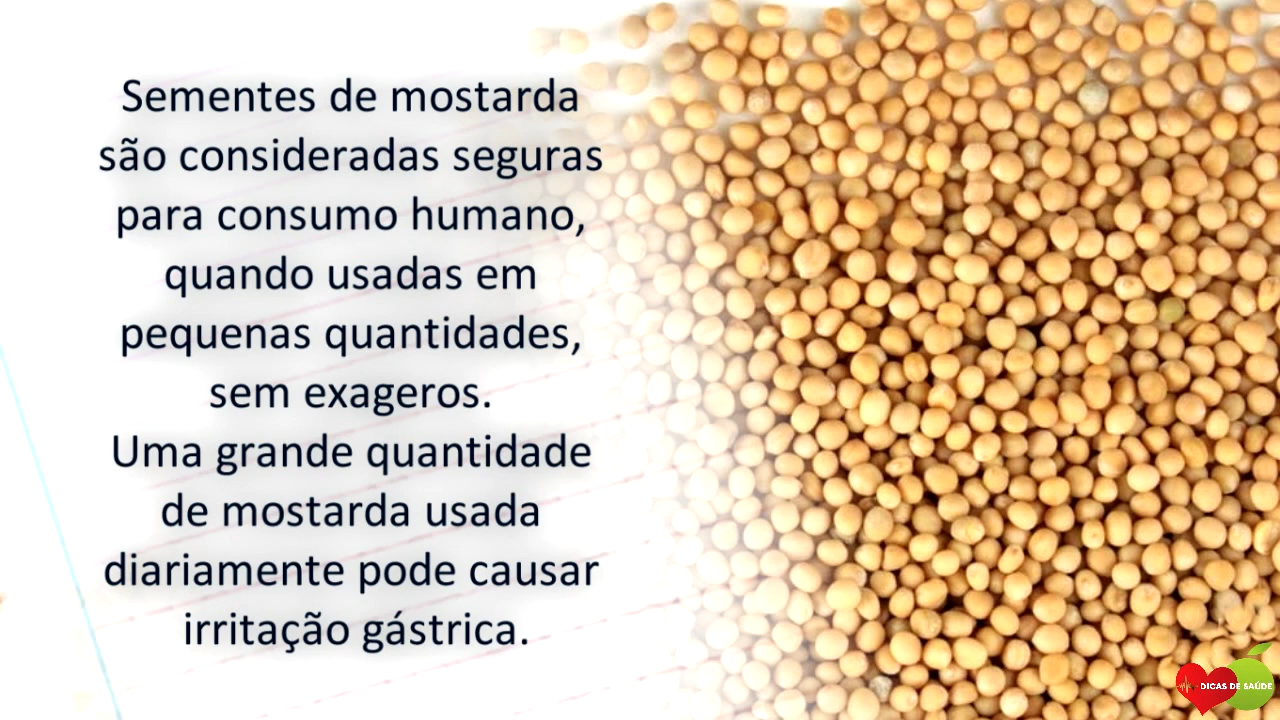 Sementes de mostarda
são consideradas seguras
para consumo humano,
quando usadas em
pequenas quantidades,
sem exageros.
Uma grande quantidade
de mostarda usada
diariamente pode causar
irritação gástrica.
DICAS DE SAÚDE